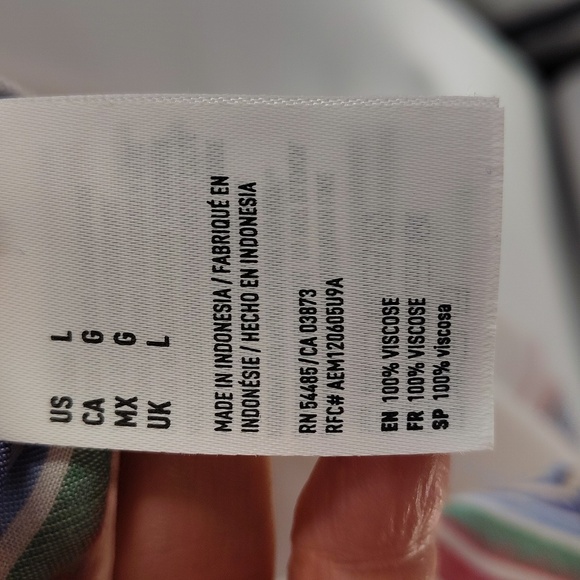 US L
CA G
MX G
UK L
MADE IN INDONESIA / FABRIQUÉ EN
INDONÉSIE / HECHO EN INDONESIA
RN 54485/CA 03873
RFC# AEM120605U9A
EN 100% VISCOSE
FR 100% VISCOSE
SP 100% viscosa